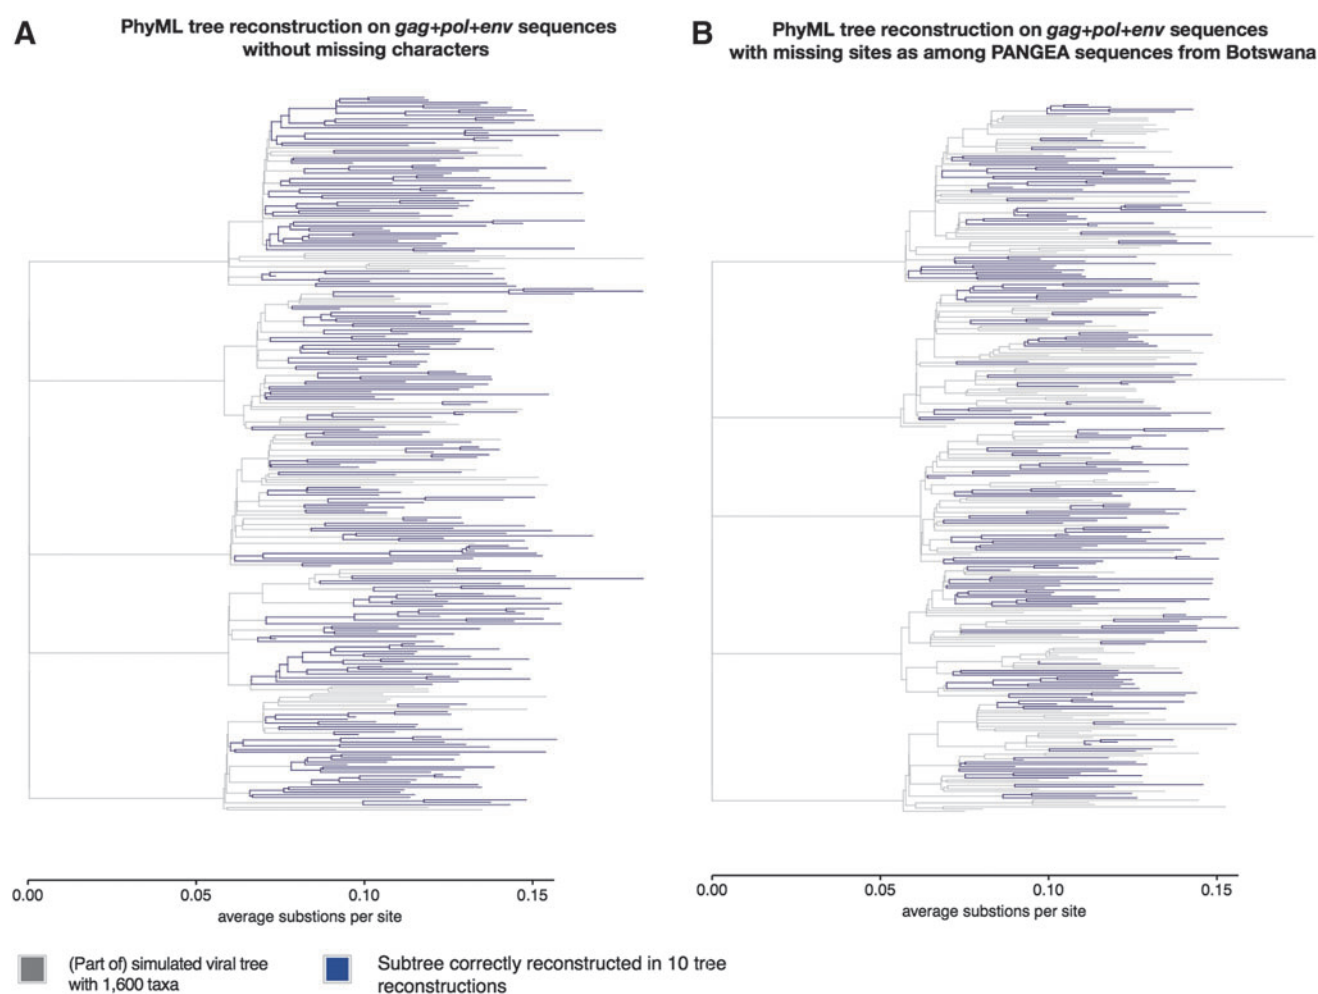 A
PhyML tree reconstruction on gag+pol+env sequences
without missing characters
B
PhyML tree reconstruction on gag+pol+env sequences
with missing sites as among PANGEA sequences from Botswana
0.00 0.05 0.10 0.15
average substions per site
0.00 0.05 0.10 0.15
average substions per site
(Part of) simulated viral tree
with 1,600 taxa
Subtree correctly reconstructed in 10 tree
reconstructions